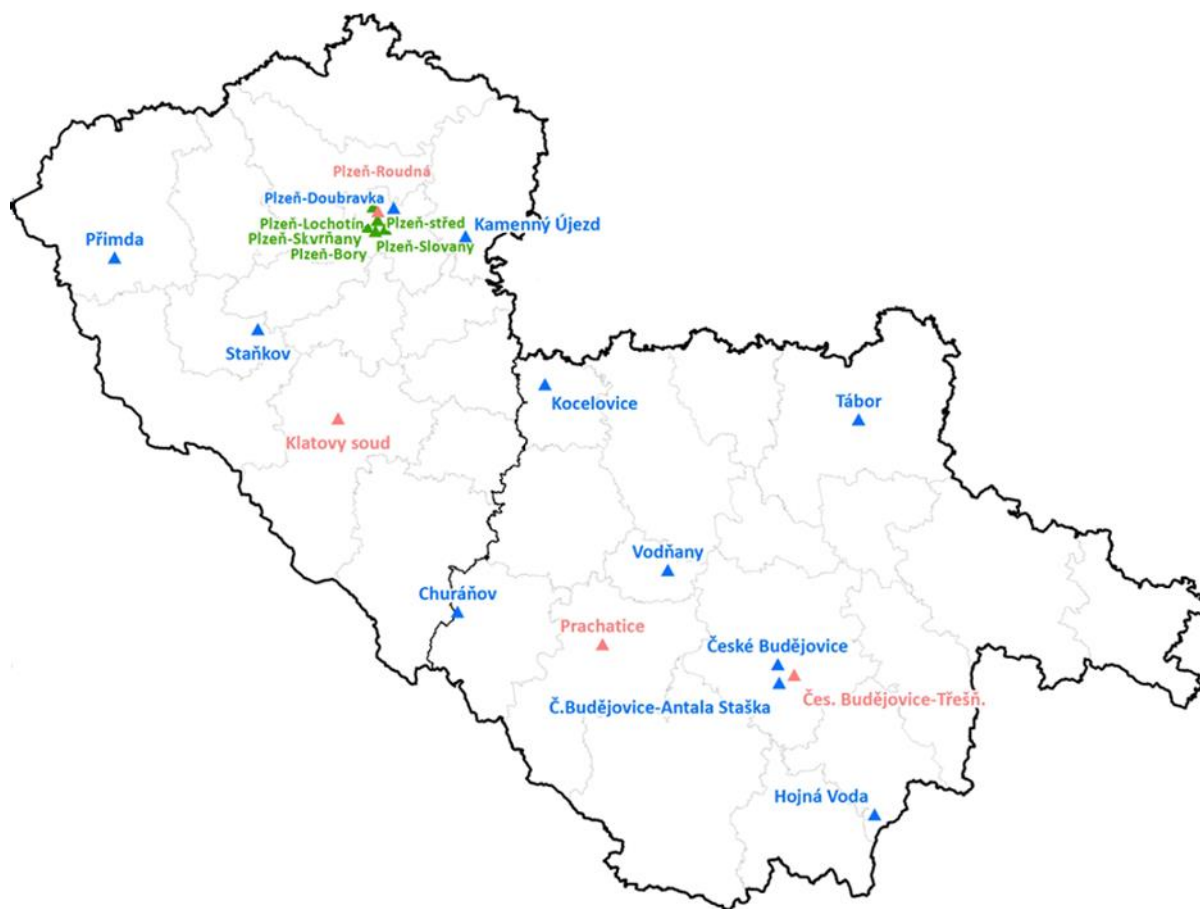 Plzeň-Roudná
Plzeň-Doubravka
Plzeň-Lochotín
Plzeň-střed
Kamenný Újezd
Přimda
Plzeň-Skvrňany
Plzeň-Slovany
Plzeň-Bory
Staňkov
Kocelovice
Tábor
Klatovy soud
Vodňany
Churáňov
Prachatice
České Budějovice
Č.Budějovice-Antala Staška
Čes. Budějovice-Třešň.
Hojná Voda